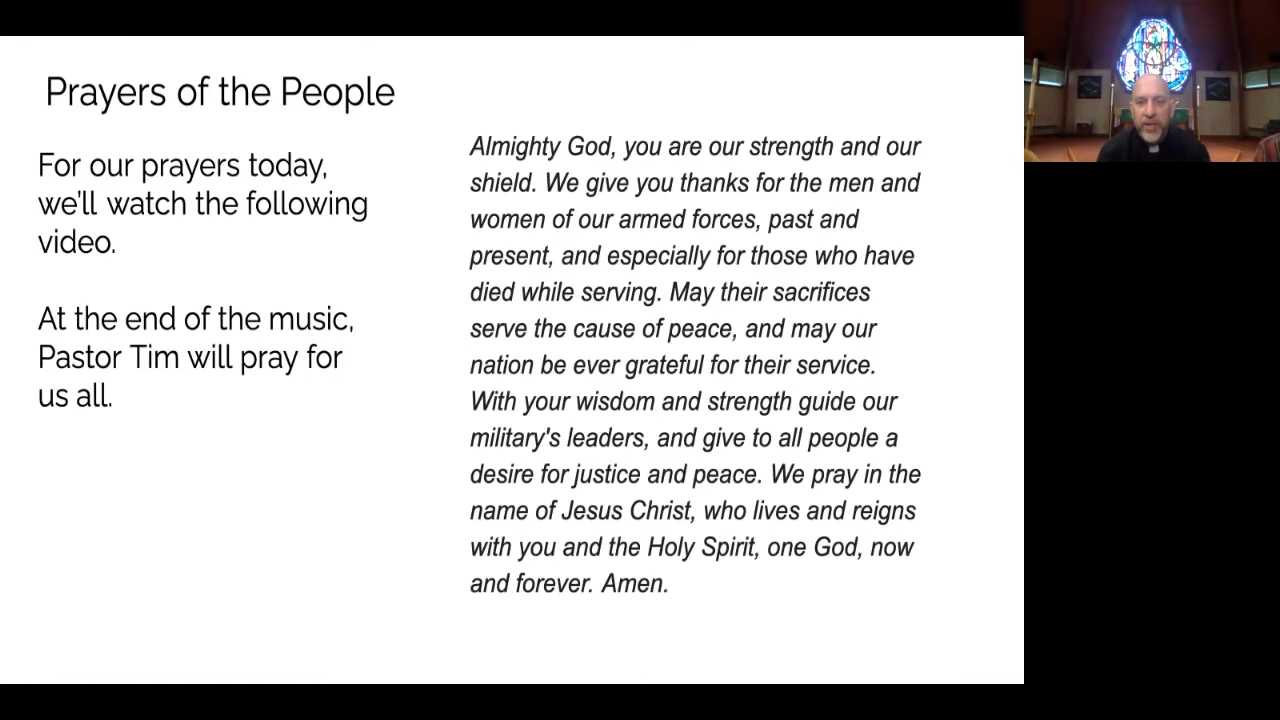 Prayers of the People
For our prayers today,
we'll watch the following
video.
At the end of the music,
Pastor Tim will pray for
us all.
Almighty God, you are our strength and our
shield. We give you thanks for the men and
women of our armed forces, past and
present, and especially for those who have
died while serving. May their sacrifices
serve the cause of peace, and may our
nation be ever grateful for their service.
With your wisdom and strength guide our
military's leaders, and give to all people a
desire for justice and peace. We pray in the
name of Jesus Christ, who lives and reigns
with you and the Holy Spirit, one God, now
and forever. Amen.